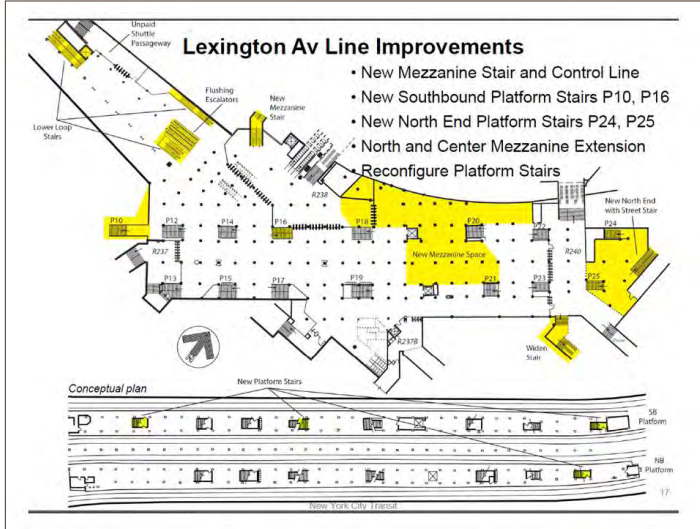 Unpaid
Shuttle
Passageway
Lexington Av Line Improvements
• New Mezzanine Stair and Control Line
• New Southbound Platform Stairs P10, P16
• New North End Platform Stairs P24, P25
• North and Center Mezzanine Extension
Reconfigure Platform Stairs
Flushing
Escalators
New
Mezzanine
Stair
Lower Loop
Stairs
R238
New North End
with Street Stair
P10
P12
P14
P16
P18
P20
P22
P24
R237
R240
New Mezzanine Space
P13
P15
P17
P19
P21
P23
P25
R237B
Widen
Stair
Conceptual plan
New Platform Stairs
SB
Platform
NB
Platform
17
New York City Transit